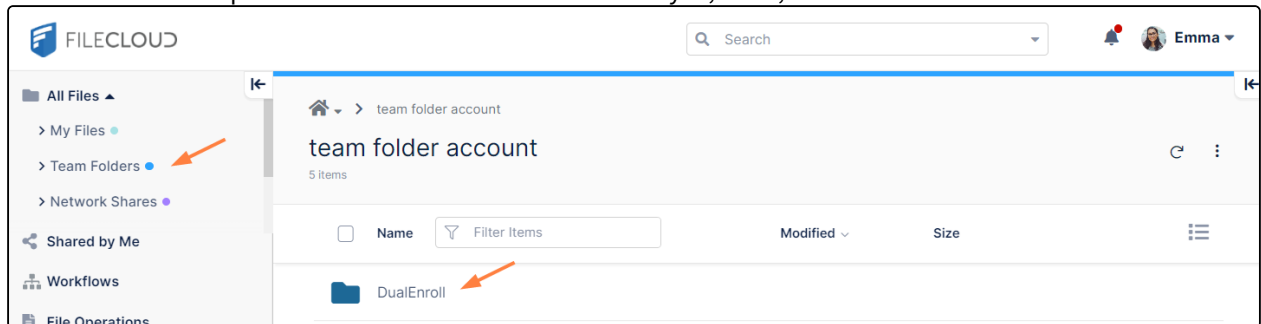 FILECLOUD
Search
Emma
All Files
My Files
Team Folders
Network Shares
Shared by Me
Workflows
File Operations
team folder account
team folder account
5 items
Name
Filter Items
Modified
Size
DualEnroll